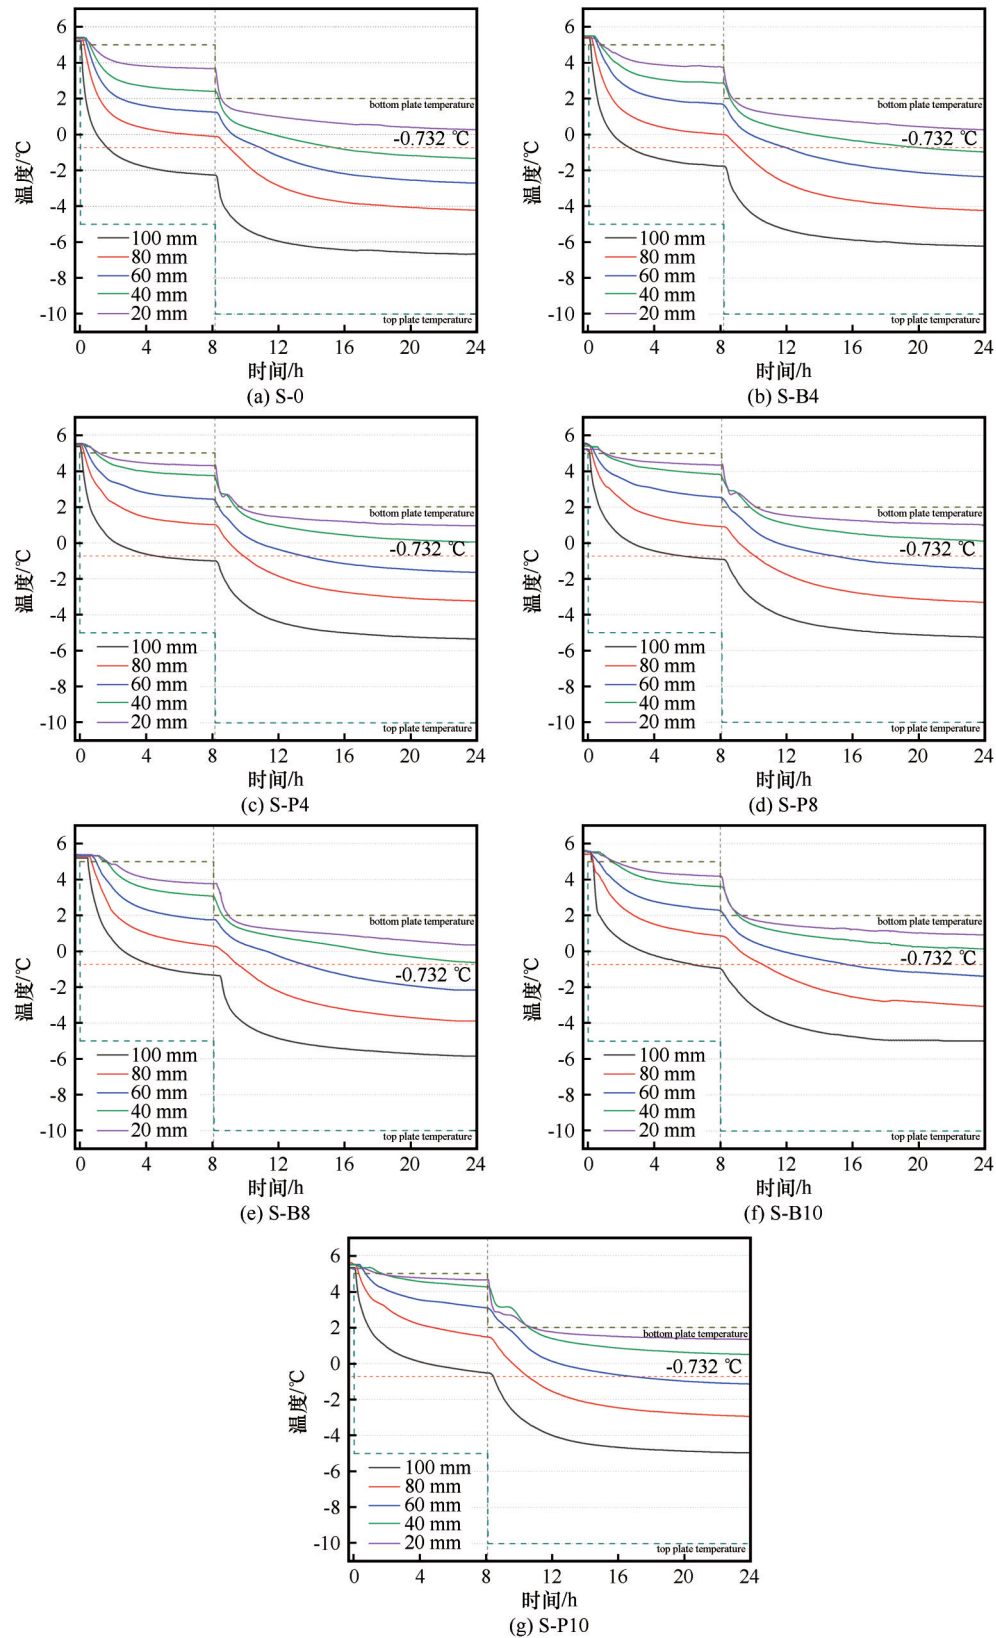 6
4
2
0
-2
-4
-6
-8
-10
温度/℃
bottom plate temperature
-0.732 ℃
100 mm
80 mm
60 mm
40 mm
20 mm
top plate temperature
0 4 8 12 16 20 24
时间/h
(a) S-0
6
4
2
0
-2
-4
-6
-8
-10
温度/℃
bottom plate temperature
-0.732 ℃
100 mm
80 mm
60 mm
40 mm
20 mm
top plate temperature
0 4 8 12 16 20 24
时间/h
(b) S-B4
6
4
2
0
-2
-4
-6
-8
-10
温度/℃
bottom plate temperature
-0.732 ℃
100 mm
80 mm
60 mm
40 mm
20 mm
top plate temperature
0 4 8 12 16 20 24
时间/h
(c) S-P4
6
4
2
0
-2
-4
-6
-8
-10
温度/℃
bottom plate temperature
-0.732 ℃
100 mm
80 mm
60 mm
40 mm
20 mm
top plate temperature
0 4 8 12 16 20 24
时间/h
(d) S-P8
6
4
2
0
-2
-4
-6
-8
-10
温度/℃
bottom plate temperature
-0.732 ℃
100 mm
80 mm
60 mm
40 mm
20 mm
top plate temperature
0 4 8 12 16 20 24
时间/h
(e) S-B8
6
4
2
0
-2
-4
-6
-8
-10
温度/℃
bottom plate temperature
-0.732 ℃
100 mm
80 mm
60 mm
40 mm
20 mm
top plate temperature
0 4 8 12 16 20 24
时间/h
(f) S-B10
6
4
2
0
-2
-4
-6
-8
-10
温度/℃
bottom plate temperature
-0.732 ℃
100 mm
80 mm
60 mm
40 mm
20 mm
top plate temperature
0 4 8 12 16 20 24
时间/h
(g) S-P10